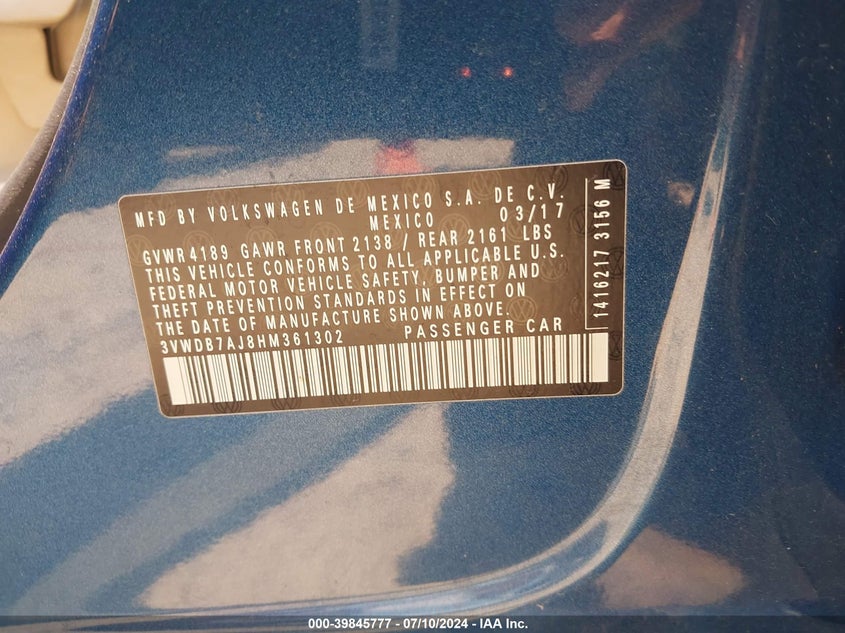 MFD BY VOLKSWAGEN DE MEXICO S.A. DE C.V.
MEXICO 03/17
GVWR 4189 GAWR FRONT 2138 / REAR 2161 LBS
THIS VEHICLE CONFORMS TO ALL APPLICABLE U.S.
FEDERAL MOTOR VEHICLE SAFETY, BUMPER AND
THEFT PREVENTION STANDARDS IN EFFECT ON
THE DATE OF MANUFACTURE SHOWN ABOVE.
3VWDB7AJ8HM361302 PASSENGER CAR
1416217 3156 M
000-39845777 - 07/10/2024 - IAA Inc.